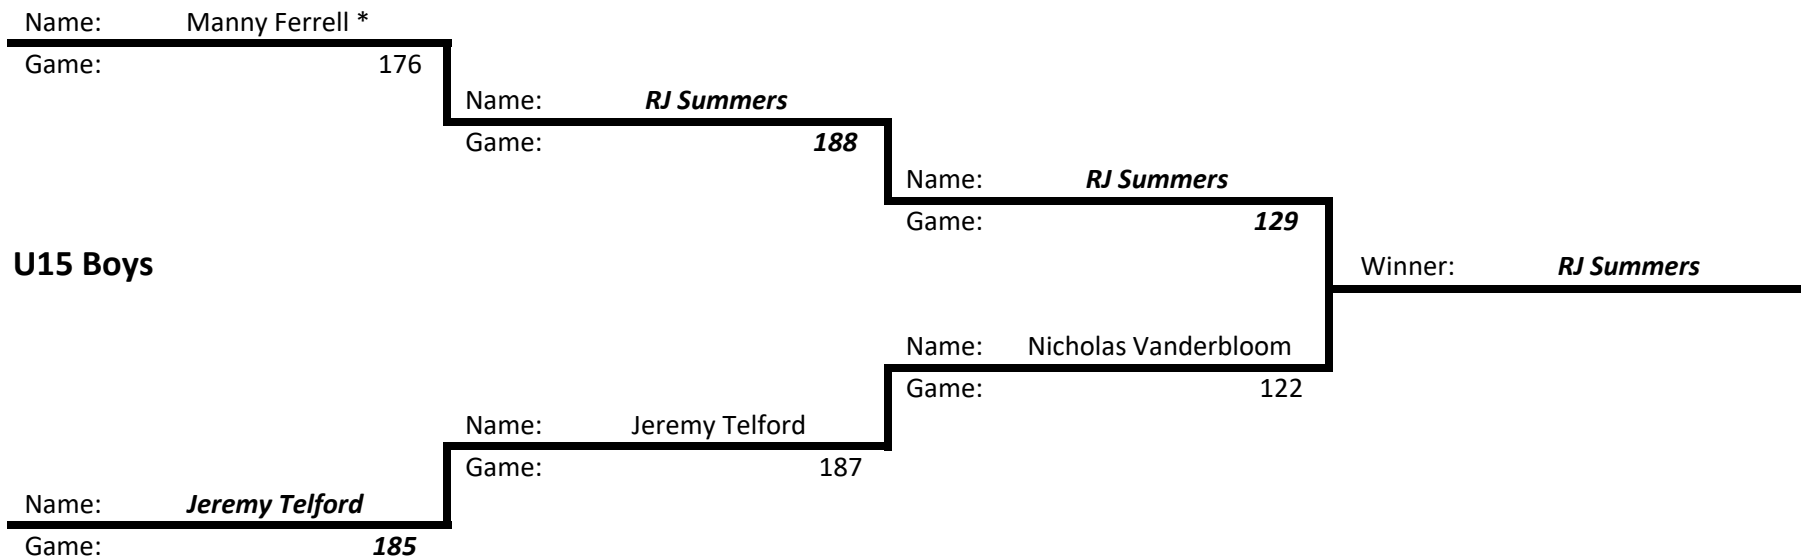 Name: Manny Ferrell *
Game: 176
Name: RJ Summers
Game: 188
Name: RJ Summers
Game: 129
U15 Boys
Winner: RJ Summers
Name: Nicholas Vanderbloom
Game: 122
Name: Jeremy Telford
Game: 187
Name: Jeremy Telford
Game: 185